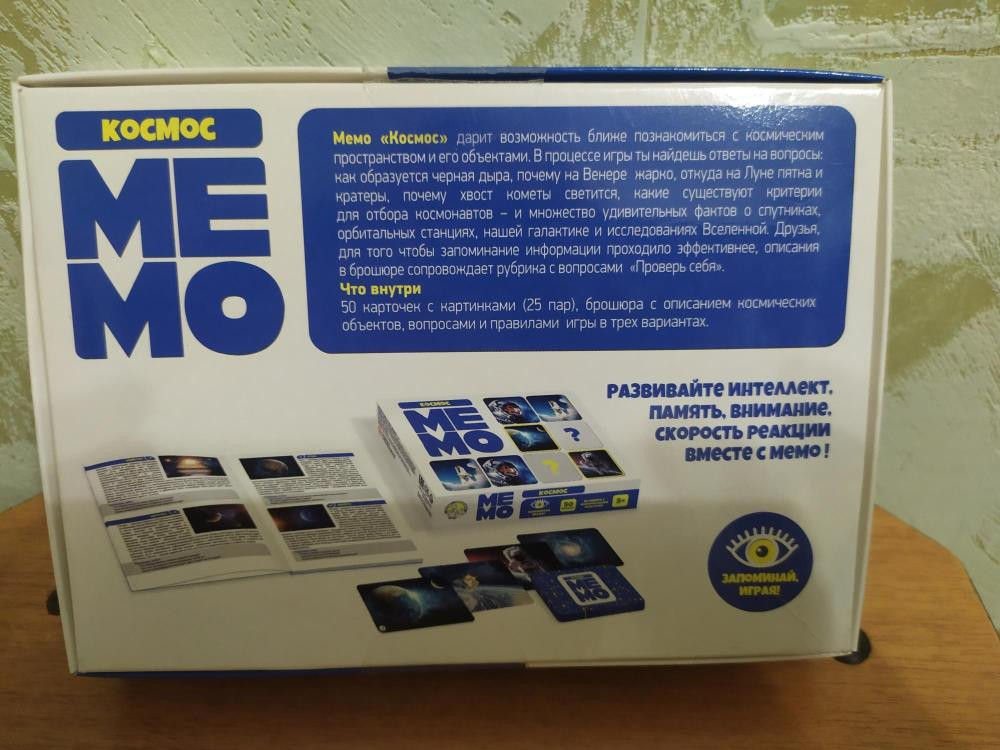 КОСМОС
МЕ
МО
Мемо «Космос» дарит возможность ближе познакомиться с космическим
пространством и его объектами. В процессе игры ты найдешь ответы на вопросы:
как образуется черная дыра, почему на Венере жарко, откуда на Луне пятна и
кратеры, почему хвост кометы светится, какие существуют критерии
для отбора космонавтов – и множество удивительных фактов о спутниках,
орбитальных станциях, нашей галактике и исследованиях Вселенной. Друзья,
для того чтобы запоминание информации проходило эффективнее, описания
в брошюре сопровождает рубрика с вопросами «Проверь себя».
Что внутри
50 карточек с картинками (25 пар), брошюра с описанием космических
объектов, вопросами и правилами игры в трех вариантах.
РАЗВИВАЙТЕ ИНТЕЛЛЕКТ,
ПАМЯТЬ, ВНИМАНИЕ,
СКОРОСТЬ РЕАКЦИИ
ВМЕСТЕ С МЕМО!
КОСМОС
МЕ
МО
?
?
МЕ
МО
КОСМОС
50
5+
МЕ
МО
ЗАПОМИНАЙ,
ИГРАЯ!